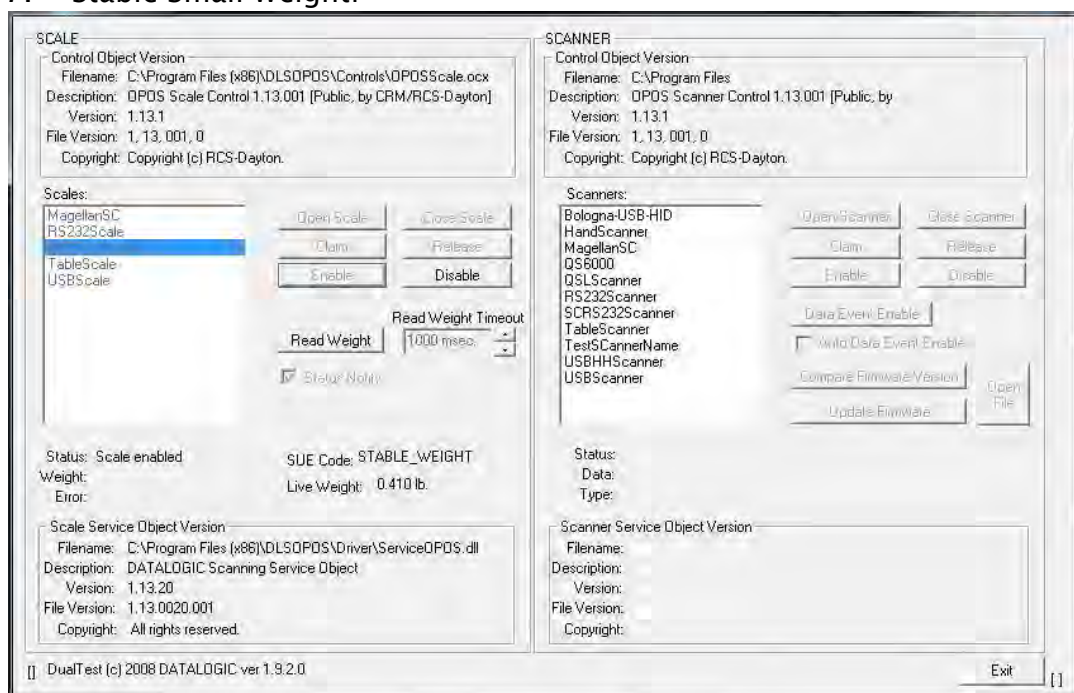 A. Stable Small Weight.
SCALE
Control Object Version
Filename: C:\Program Files (x86)\DLSOPOS\Controls\OPOSScale.ocx
Description: OPOS Scale Control 1.13.001 [Public, by CRM/RCS-Dayton]
Version: 1.13.1
File Version: 1, 13, 001, 0
Copyright: Copyright (c) RCS-Dayton.
Scales:
MagellanSC
RS232Scale
TableScale
USBScale
Open Scale
Close Scale
Claim
Release
Enable
Disable
Read Weight Timeout
Read Weight
1000 msec.
Status Notify
Status: Scale enabled
Weight:
Error:
SUE Code: STABLE_WEIGHT
Live Weight: 0.410 lb.
Scale Service Object Version
Filename: C:\Program Files (x86)\DLSOPOS\Driver\ServiceOPOS.dll
Description: DATALOGIC Scanning Service Object
Version: 1.13.20
File Version: 1.13.0020.001
Copyright: All rights reserved.
SCANNER
Control Object Version
Filename: C:\Program Files
Description: OPOS Scanner Control 1.13.001 [Public, by
Version: 1.13.1
File Version: 1, 13, 001, 0
Copyright: Copyright (c) RCS-Dayton.
Scanners:
Bologna-USB-HID
HandScanner
MagellanSC
QS6000
QSLScanner
RS232Scanner
SCRS232Scanner
TableScanner
TestSCannerName
USBHHScanner
USBScanner
Open Scanner
Close Scanner
Claim
Release
Enable
Disable
Data Event Enable
Auto Data Event Enable
Compare Firmware Version
Update Firmware
Open
File
Status:
Data:
Type:
Scanner Service Object Version
Filename:
Description:
Version:
File Version:
Copyright:
[] DualTest (c) 2008 DATALOGIC ver 1.9.2.0
Exit
[ ]